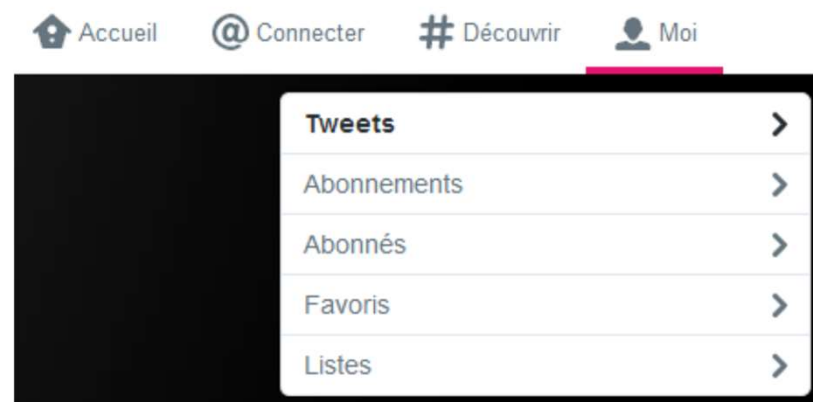 Accueil @ Connecter # Découvrir Moi
Tweets
Abonnements
Abonnés
Favoris
Listes